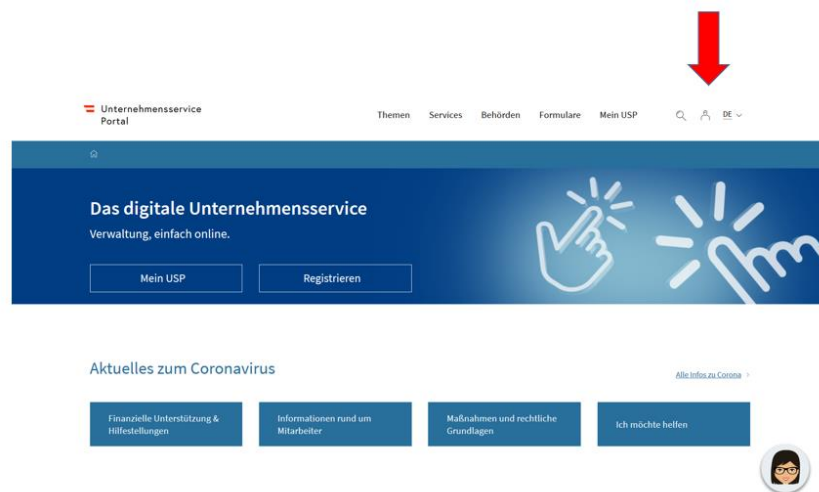 Unternehmensservice
Portal
Themen Services Behörden Formulare Mein USP DE
Das digitale Unternehmensservice
Verwaltung, einfach online.
Mein USP Registrieren
Aktuelles zum Coronavirus
Alle Infos zu Corona
Finanzielle Unterstützung & Informationen rund um Maßnahmen und rechtliche Ich möchte helfen
Hilfestellungen Mitarbeiter Grundlagen